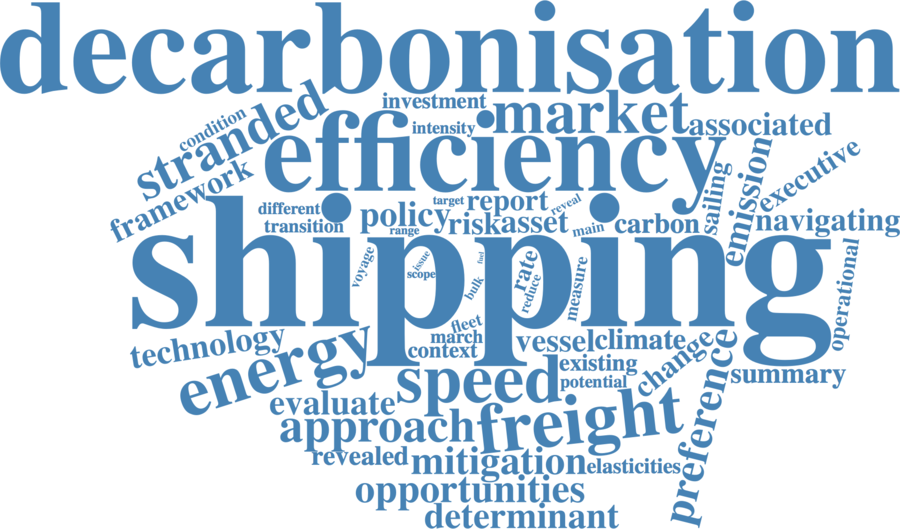 decarbonisation
investment
condition
stranded
market
intensity
associated
efficiency
framework
executive
sailing
emission
target
report
reveal
different
policy
risk
asset
carbon
navigating
transition
range
main
shipping
voyage
issue
scope
fuel
bulk
rate
reduce
measure
operational
fleet
march
context
technology
energy
vessel
climate
existing
change
potential
summary
speed
preference
evaluate
approach
freight
revealed
mitigation
elasticities
opportunities
determinant